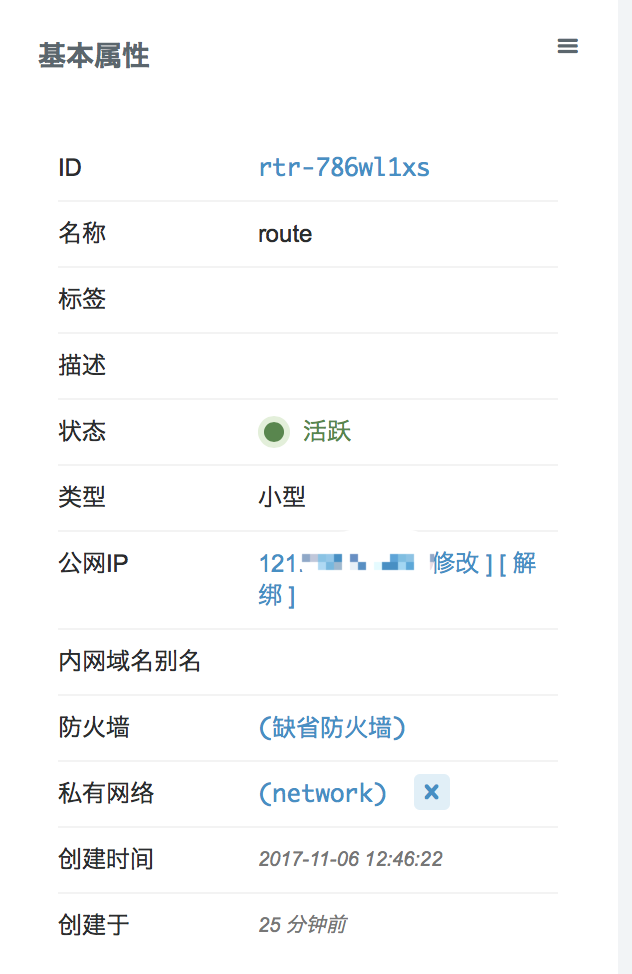 基本属性
ID rtr-786wl1xs
名称 route
标签
描述
状态 活跃
类型 小型
公网IP 121. 修改 ] [ 解
绑 ]
内网域名别名
防火墙 (缺省防火墙)
私有网络 (network)
创建时间 2017-11-06 12:46:22
创建于 25 分钟前